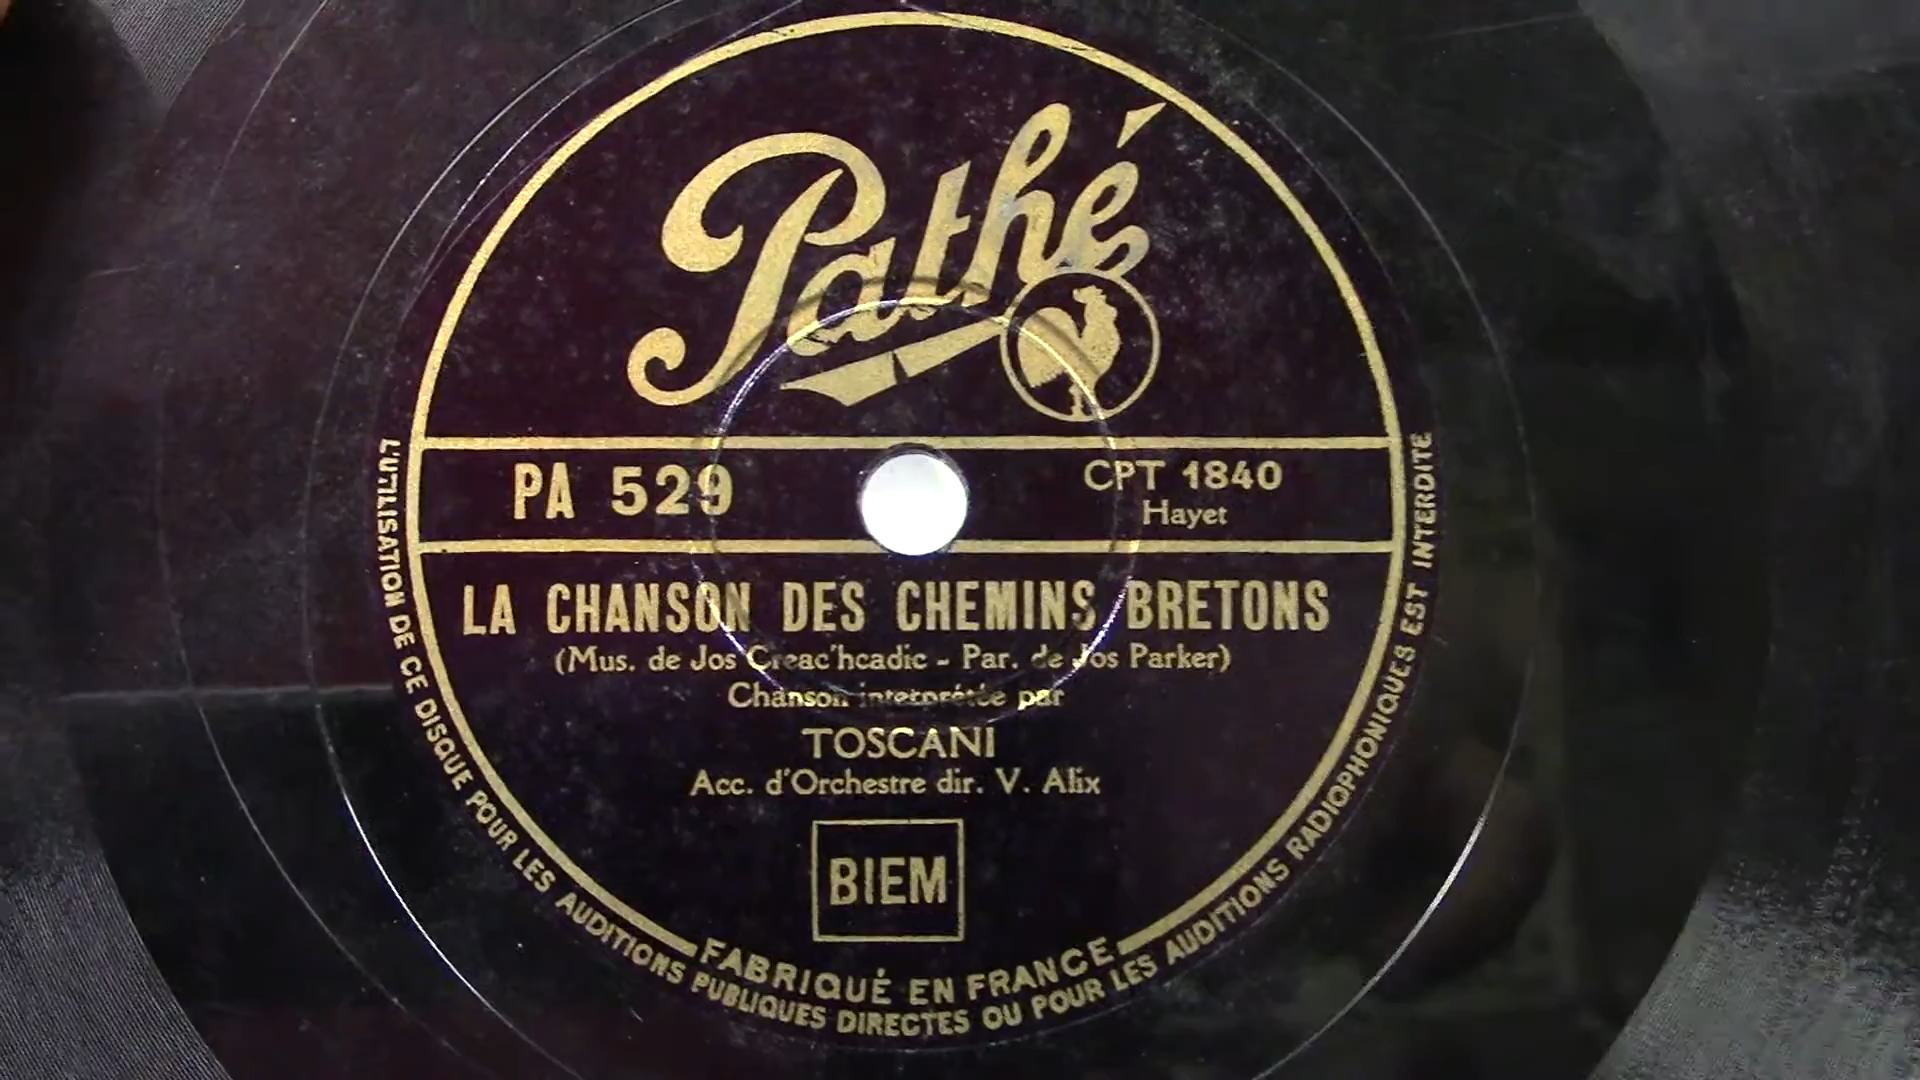 Pathé
PA 529
CPT 1840
Hayet
LA CHANSON DES CHEMINS BRETONS
(Mus. de Jos Creac'hcadic - Par. de Jos Parker)
Chanson interprétée par
TOSCANI
Acc. d'Orchestre dir. V. Alix
BIEM
FABRIQUÉ EN FRANCE
L'UTILISATION DE CE DISQUE POUR LES AUDITIONS PUBLIQUES DIRECTES OU POUR LES AUDITIONS RADIOPHONIQUES EST INTERDITE